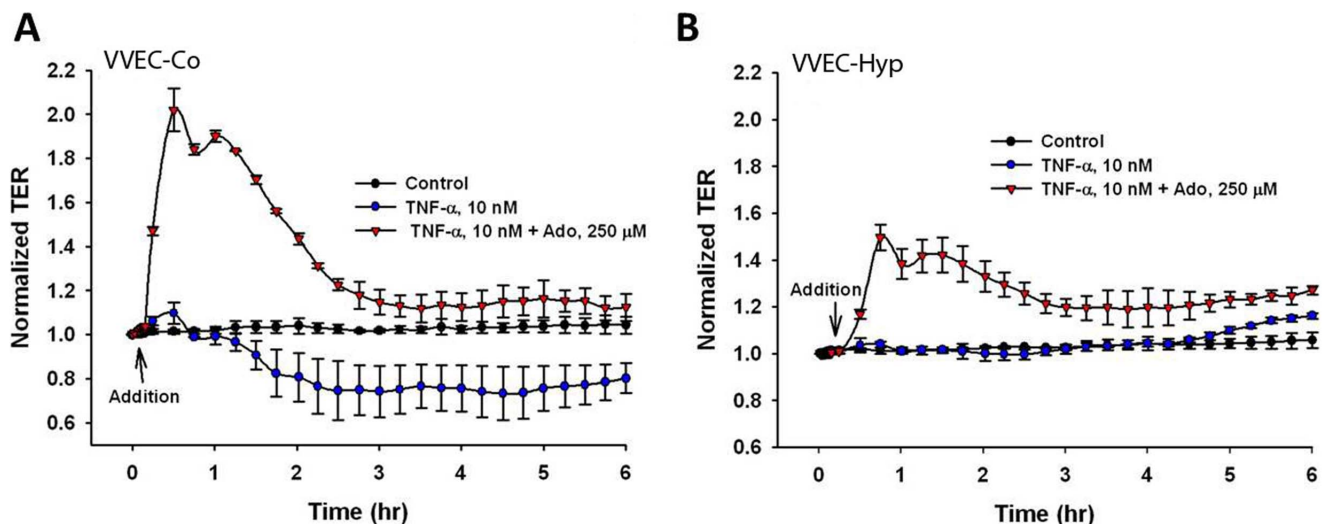 A
VVEC-Co
2.2
2.0
1.8
1.6
1.4
1.2
1.0
0.8
0.6
Normalized TER
Control
TNF-α, 10 nM
TNF-α, 10 nM + Ado, 250 μM
Addition
0 1 2 3 4 5 6
Time (hr)
B
VVEC-Hyp
2.2
2.0
1.8
1.6
1.4
1.2
1.0
0.8
0.6
Normalized TER
Control
TNF-α, 10 nM
TNF-α, 10 nM + Ado, 250 μM
Addition
0 1 2 3 4 5 6
Time (hr)